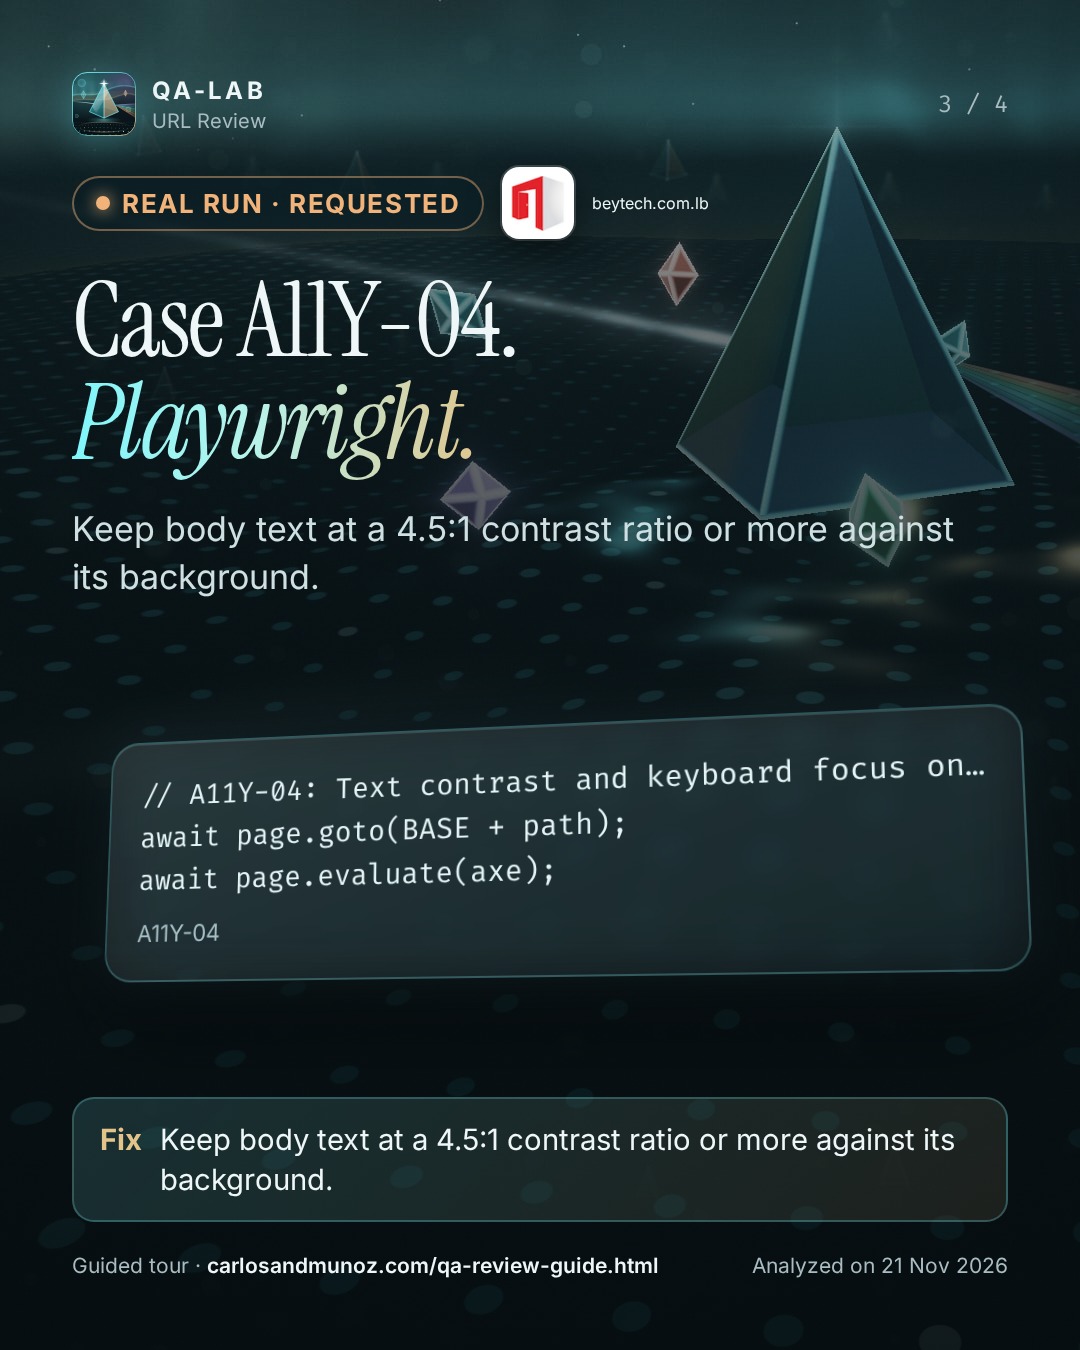 QA-LAB
URL Review
3 / 4
REAL RUN · REQUESTED
beytech.com.lb
Case A11Y-04.
Playwright.
Keep body text at a 4.5:1 contrast ratio or more against
its background.
// A11Y-04: Text contrast and keyboard focus on…
await page.goto(BASE + path);
await page.evaluate(axe);
A11Y-04
Fix Keep body text at a 4.5:1 contrast ratio or more against its
background.
Guided tour · carlosandmunoz.com/qa-review-guide.html
Analyzed on 21 Nov 2026